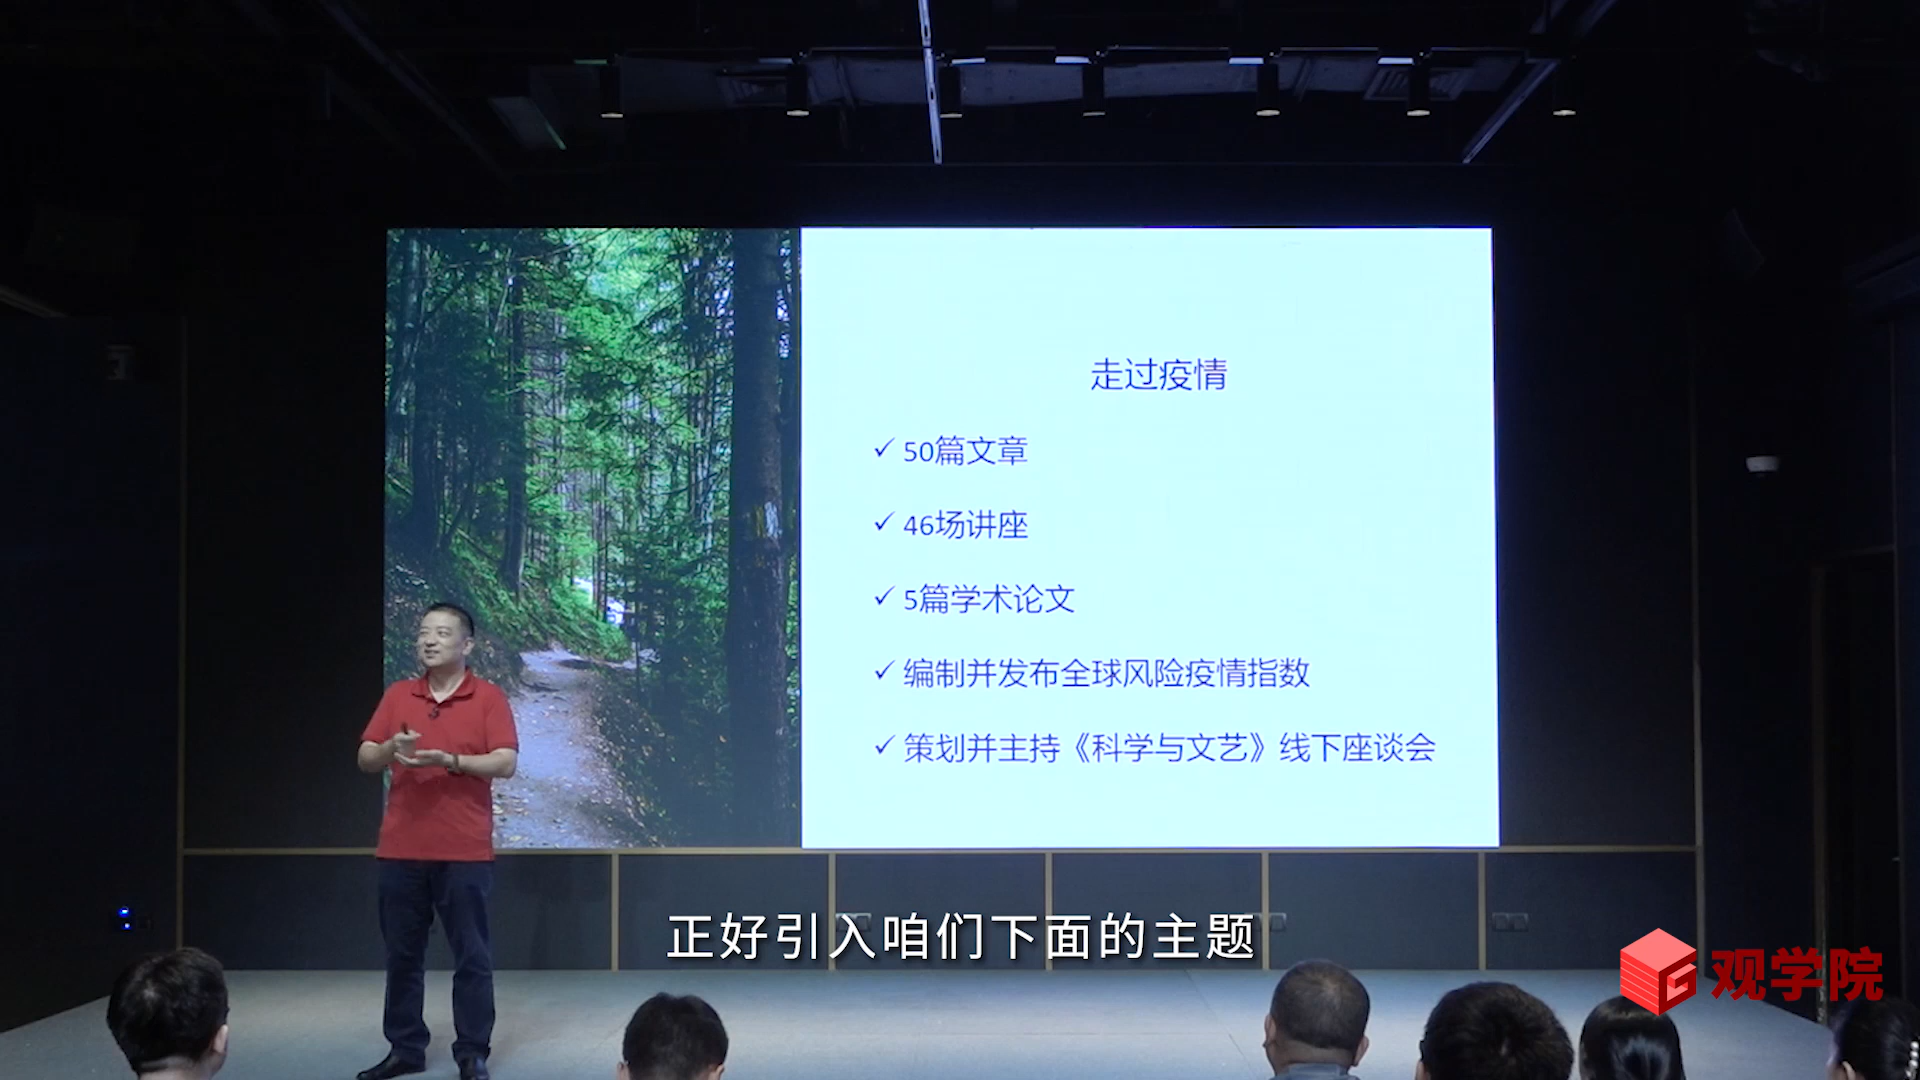 走过疫情
✓ 50篇文章
✓ 46场讲座
✓ 5篇学术论文
✓ 编制并发布全球风险疫情指数
✓ 策划并主持《科学与文艺》线下座谈会
正好引入咱们下面的主题
观学院